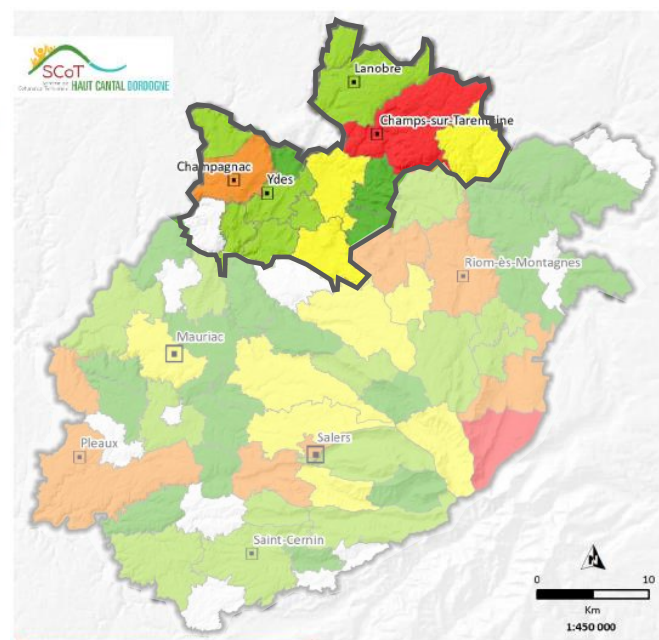 SCoT
HAUT CANTAL DORDOGNE
Lanobre
Champs-sur-Tarentaine
Champagnac
Ydes
Riom-ès-Montagnes
Mauriac
Pleaux
Salers
Saint-Cernin
N
0 10
Km
1:450 000